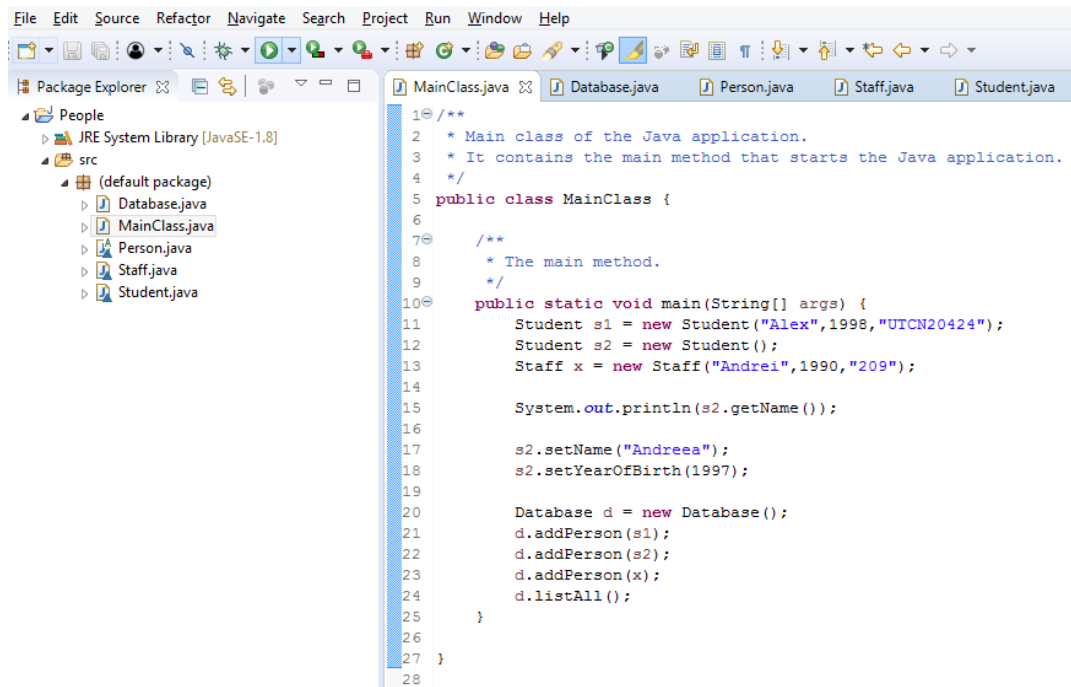 File Edit Source Refactor Navigate Search Project Run Window Help
Package Explorer
People
JRE System Library [JavaSE-1.8]
src
(default package)
Database.java
MainClass.java
Person.java
Staff.java
Student.java
MainClass.java Database.java Person.java Staff.java Student.java
1 /**
2 * Main class of the Java application.
3 * It contains the main method that starts the Java application.
4 */
5 public class MainClass {
6
7 /**
8 * The main method.
9 */
10 public static void main(String[] args) {
11 Student s1 = new Student("Alex",1998,"UTCN20424");
12 Student s2 = new Student();
13 Staff x = new Staff("Andrei",1990,"209");
14
15 System.out.println(s2.getName());
16
17 s2.setName("Andreea");
18 s2.setYearOfBirth(1997);
19
20 Database d = new Database();
21 d.addPerson(s1);
22 d.addPerson(s2);
23 d.addPerson(x);
24 d.listAll();
25 }
26
27 }
28